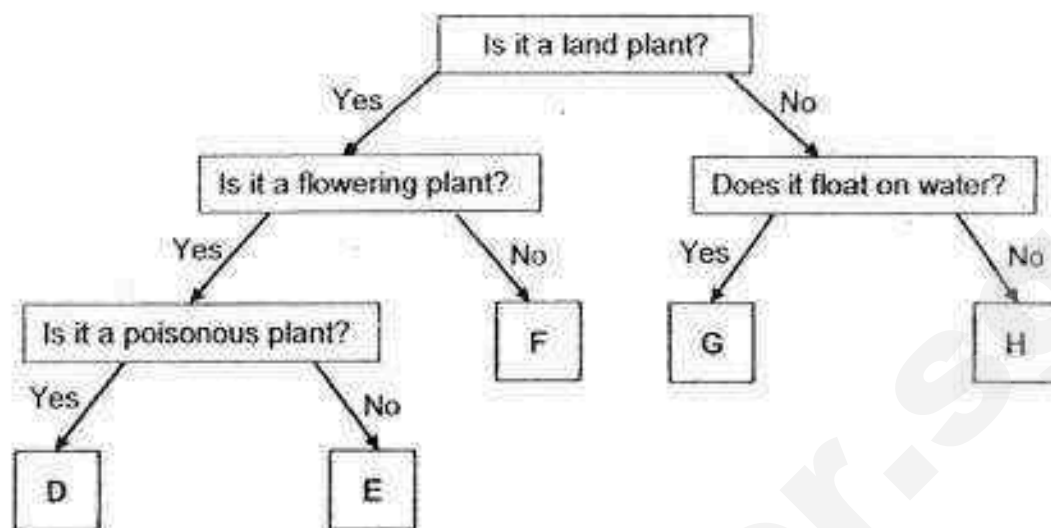 Is it a land plant?
Yes
No
Is it a flowering plant?
Does it float on water?
Yes
No
Yes
No
Is it a poisonous plant?
F
G
H
Yes
No
D
E